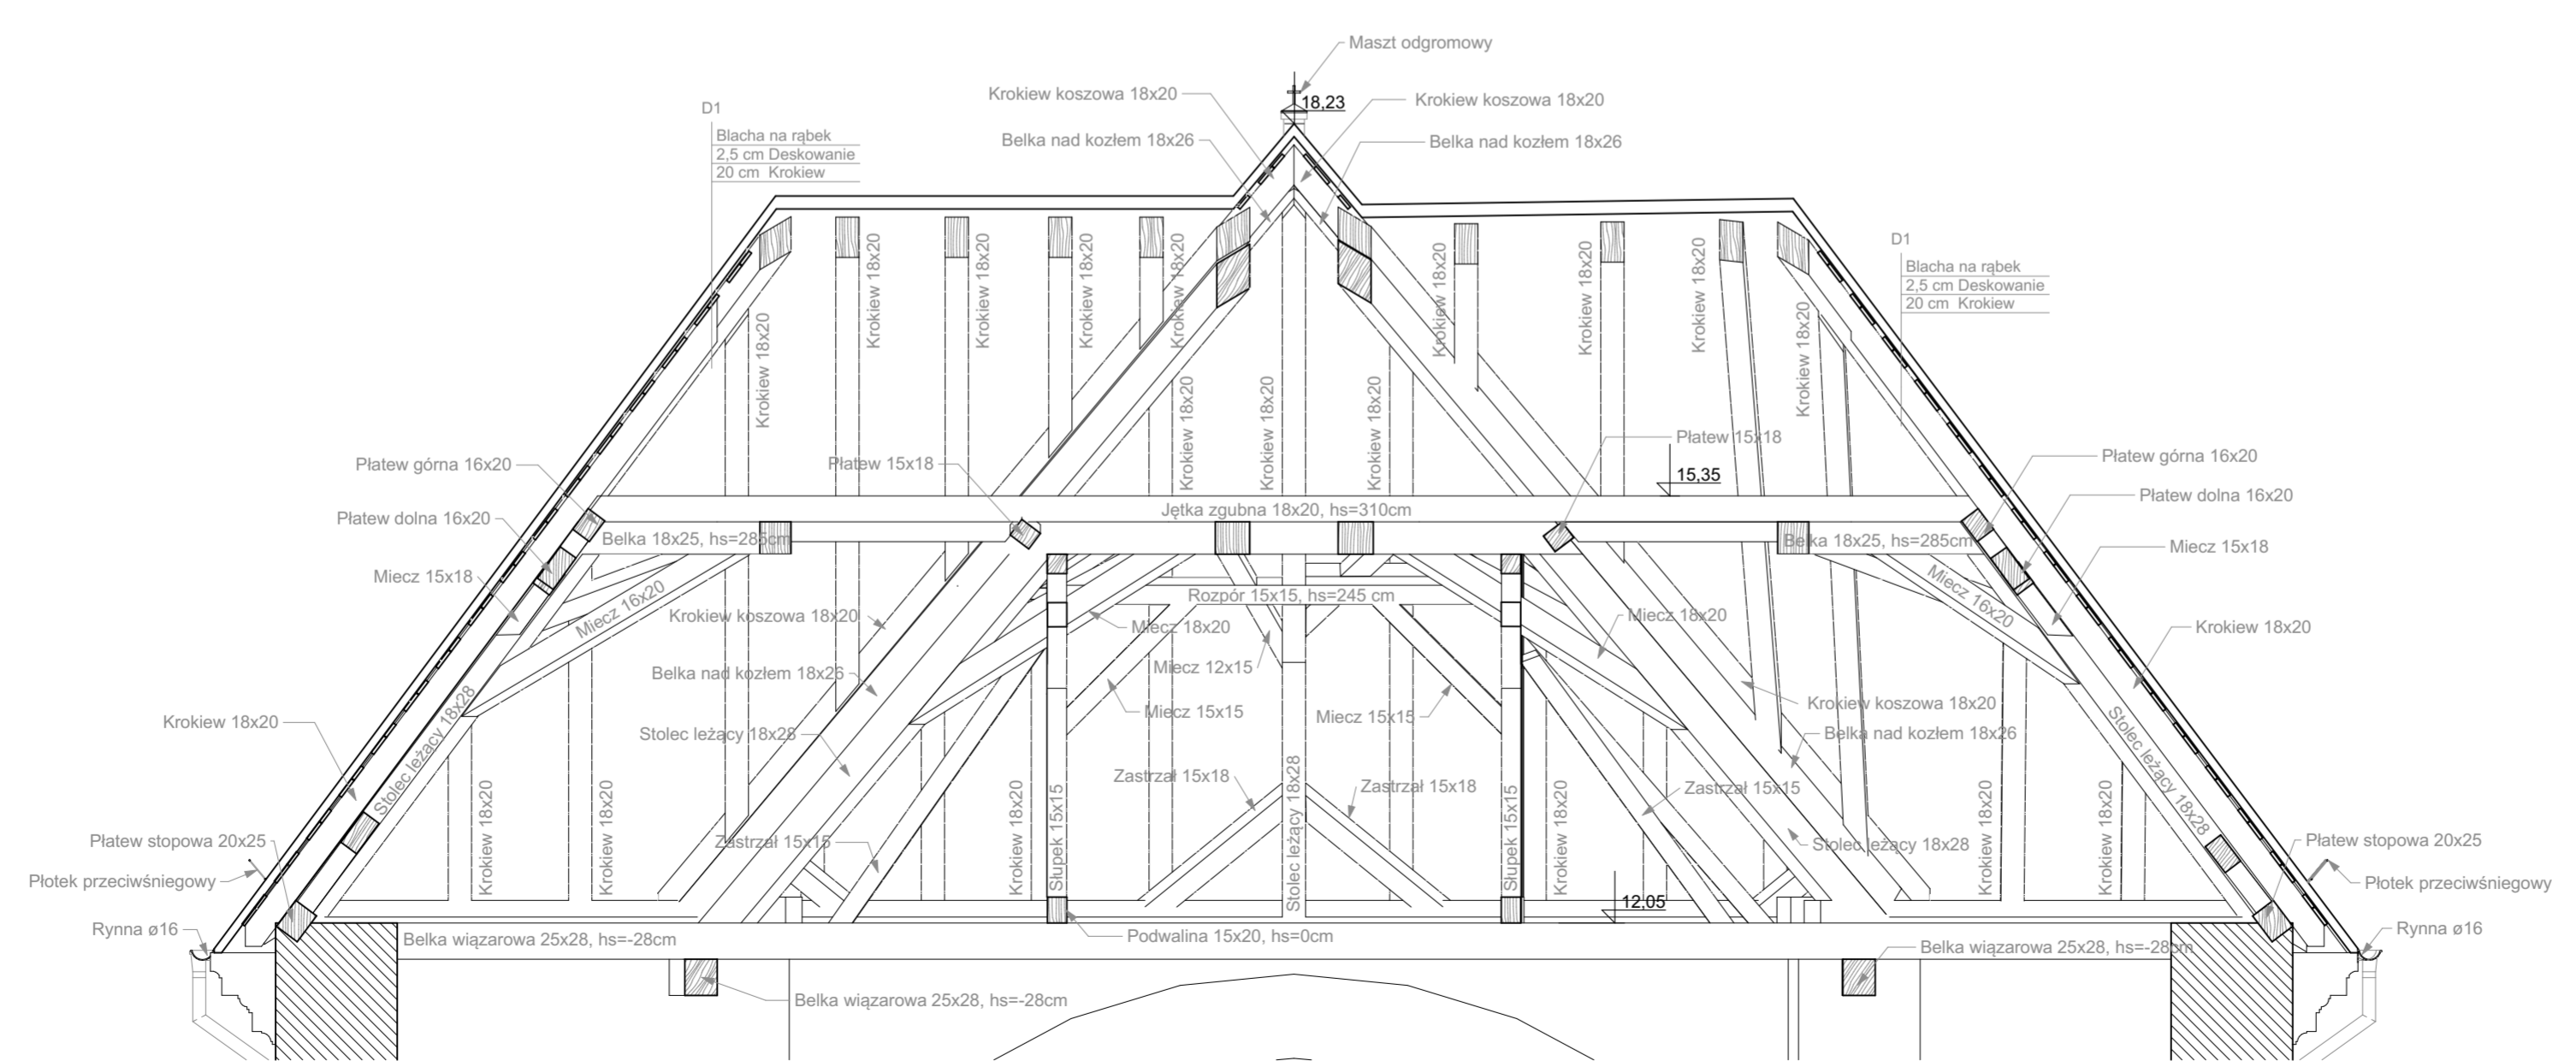 Maszt odgromowy
Krokiew koszowa 18x20
18,23
Krokiew koszowa 18x20
D1
Blacha na rąbek
2,5 cm Deskowanie
20 cm Krokiew
Belka nad kozłem 18x26
Belka nad kozłem 18x26
D1
Blacha na rąbek
2,5 cm Deskowanie
20 cm Krokiew
Krokiew 18x20
Krokiew 18x20
Krokiew 18x20
Krokiew 18x20
Krokiew 18x20
Krokiew 18x20
Krokiew 18x20
Krokiew 18x20
Krokiew 18x20
Krokiew 18x20
Krokiew 18x20
Krokiew 18x20
Płatew górna 16x20
Płatew 15x18
Płatew 15x18
Płatew górna 16x20
15,35
Płatew dolna 16x20
Jętka zgubna 18x20, hs=310cm
Płatew dolna 16x20
Belka 18x25, hs=285cm
Belka 18x25, hs=285cm
Miecz 15x18
Miecz 15x18
Miecz 16x20
Rozpór 15x15, hs=245 cm
Miecz 16x20
Krokiew koszowa 18x20
Miecz 18x20
Miecz 18x20
Krokiew 18x20
Belka nad kozłem 18x26
Miecz 12x15
Krokiew koszowa 18x20
Krokiew 18x20
Stolec leżący 18x28
Miecz 15x15
Miecz 15x15
Stolec leżący 18x28
Stolec leżący 18x28
Belka nad kozłem 18x26
Zastrzał 15x18
Zastrzał 15x18
Zastrzał 15x15
Krokiew 18x20
Krokiew 18x20
Krokiew 18x20
Słupek 15x15
Stolec leżący 18x28
Słupek 15x15
Krokiew 18x20
Krokiew 18x20
Krokiew 18x20
Płatew stopowa 20x25
Zastrzał 15x15
Stolec leżący 18x28
Płatew stopowa 20x25
Płotek przeciwśniegowy
Płotek przeciwśniegowy
12,05
Rynna ø16
Belka wiązarowa 25x28, hs=-28cm
Podwalina 15x20, hs=0cm
Belka wiązarowa 25x28, hs=-28cm
Rynna ø16
Belka wiązarowa 25x28, hs=-28cm